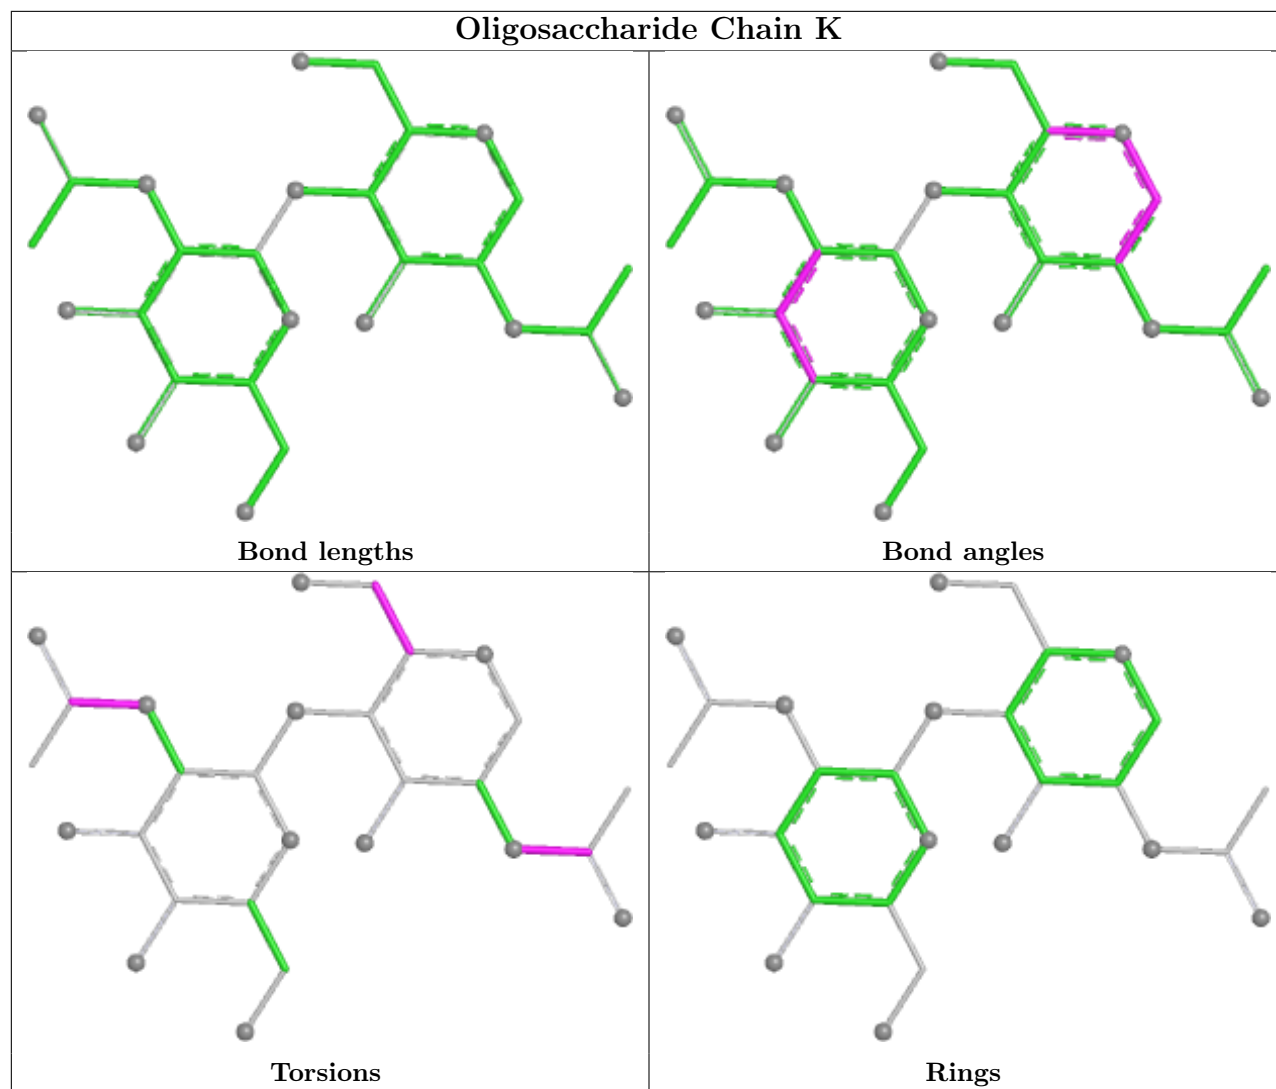 Oligosaccharide Chain K
Bond lengths
Bond angles
Torsions
Rings